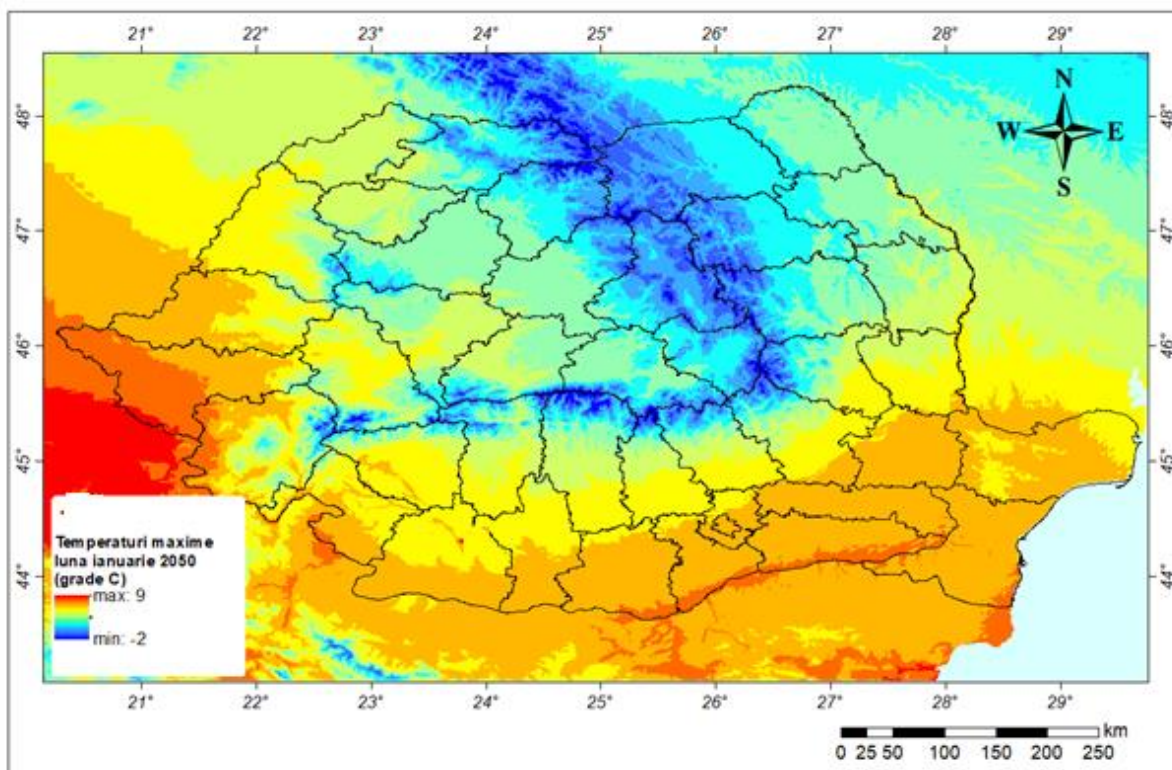 21° 22° 23° 24° 25° 26° 27° 28° 29°
N
W E
S
48° 48°
47° 47°
46° 46°
45° 45°
44° 44°
Temperaturi maxime
luna ianuarie 2050
(grade C)
max: 9
min: -2
21° 22° 23° 24° 25° 26° 27° 28° 29°
km
0 25 50 100 150 200 250